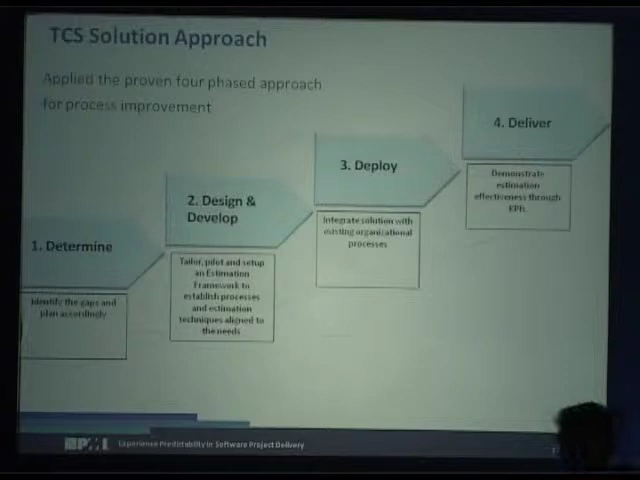 TCS Solution Approach
Applied the proven four phased approach
for process improvement
1. Determine
Identify the gaps and
plan accordingly
2. Design &
Develop
Tailor, pilot and setup
an Estimation
Framework to
establish processes
and estimation
techniques aligned to
the needs
3. Deploy
Integrate solution with
existing organizational
processes
4. Deliver
Demonstrate
estimation
effectiveness through
KPIs.
Experience Predictability in Software Project Delivery